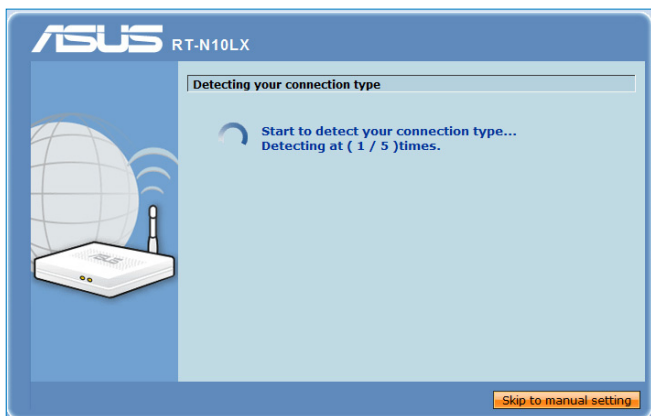 ASUS RT-N10LX
Detecting your connection type
Start to detect your connection type...
Detecting at ( 1 / 5 )times.
ASUS
Skip to manual setting